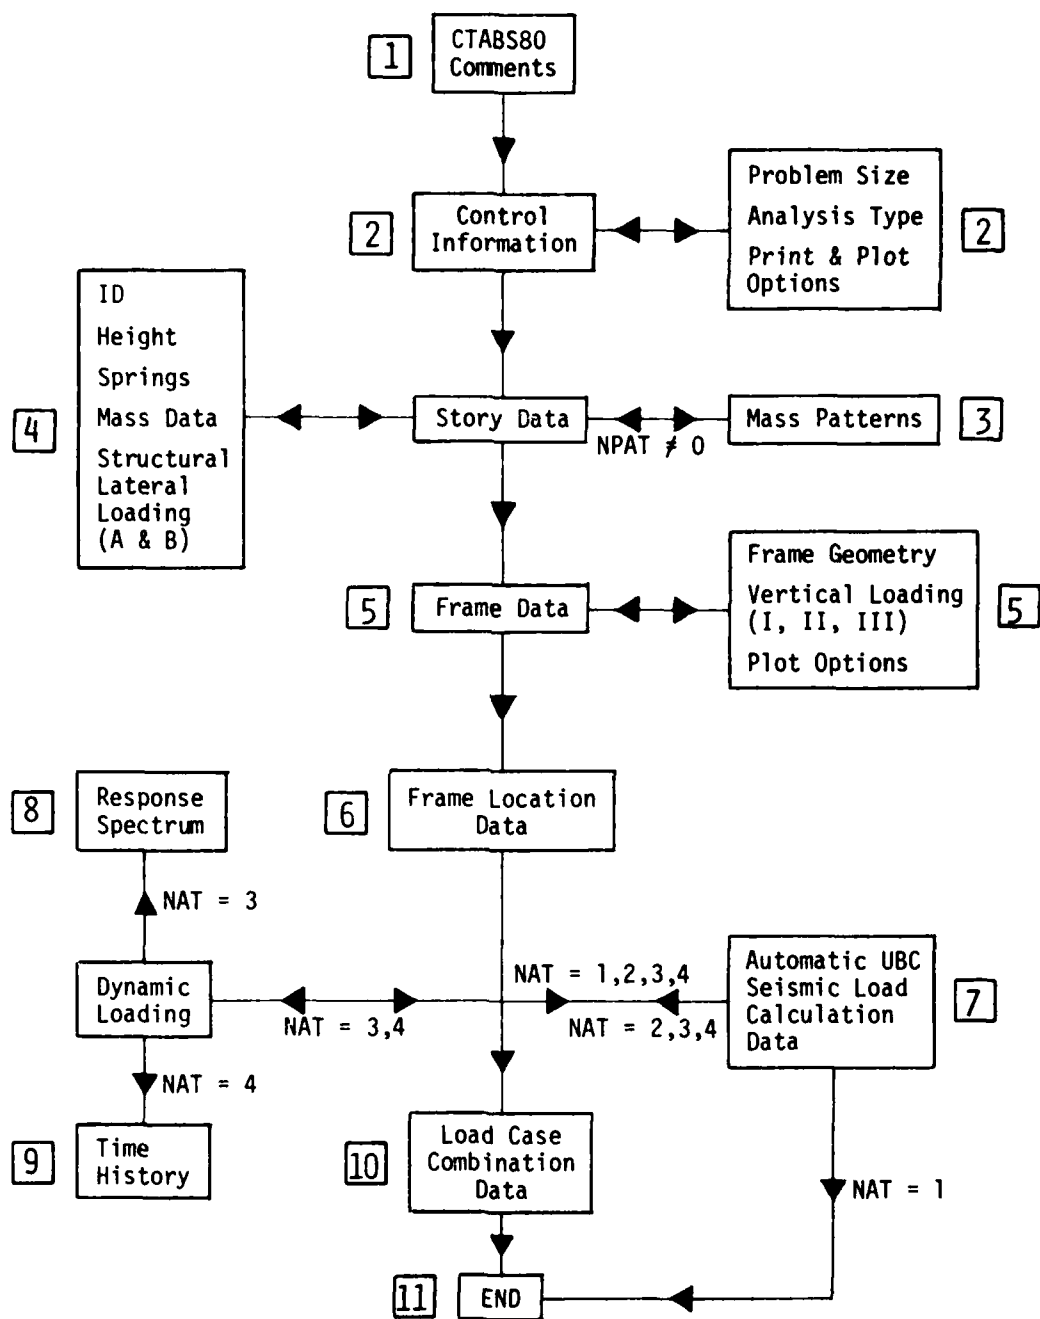 1
CTABS80
Comments
2
Control
Information
Problem Size
Analysis Type
Print & Plot
Options
2
ID
Height
Springs
Mass Data
Structural
Lateral
Loading
(A & B)
4
Story Data
NPAT ≠ 0
Mass Patterns
3
5
Frame Data
Frame Geometry
Vertical Loading
(I, II, III)
Plot Options
5
8
Response
Spectrum
6
Frame Location
Data
NAT = 3
Dynamic
Loading
NAT = 3,4
NAT = 1,2,3,4
NAT = 2,3,4
Automatic UBC
Seismic Load
Calculation
Data
7
NAT = 4
9
Time
History
10
Load Case
Combination
Data
NAT = 1
11
END